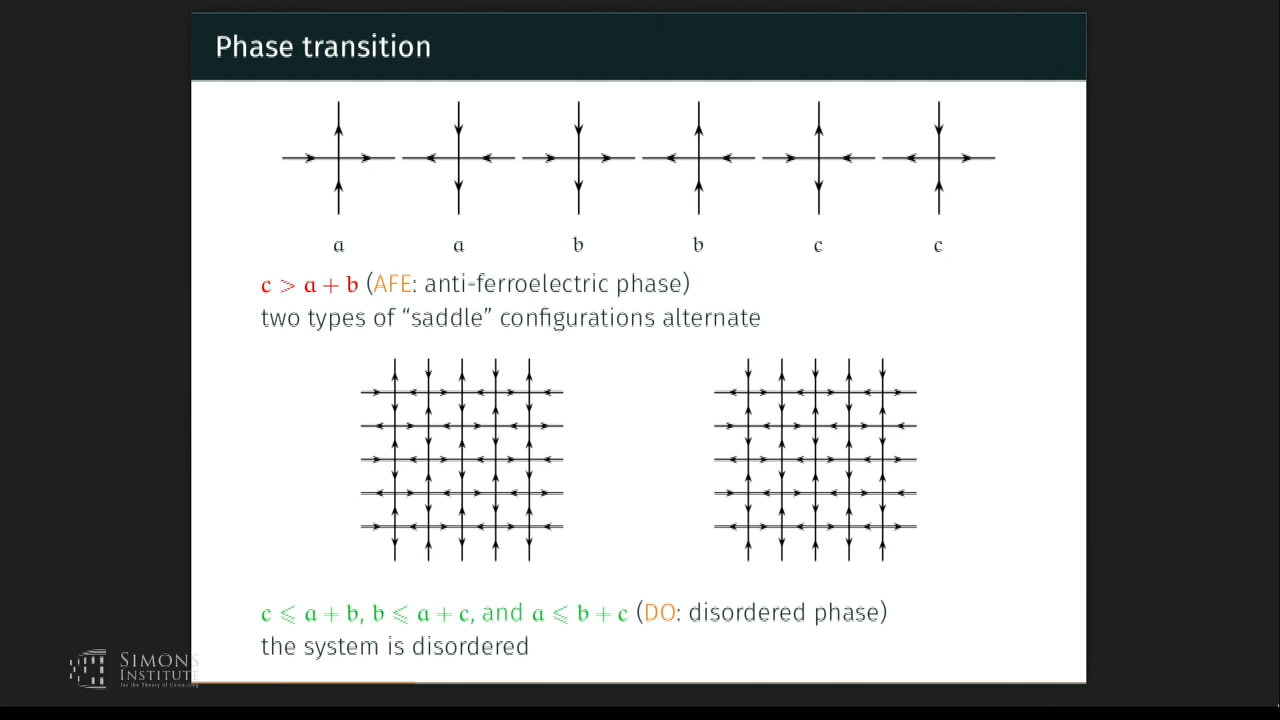 Phase transition
a a b b c c
c > a + b (AFE: anti-ferroelectric phase)
two types of “saddle” configurations alternate
c ⩽ a + b, b ⩽ a + c, and a ⩽ b + c (DO: disordered phase)
the system is disordered
SIMONS
INSTITUTE
for the Theory of Computing